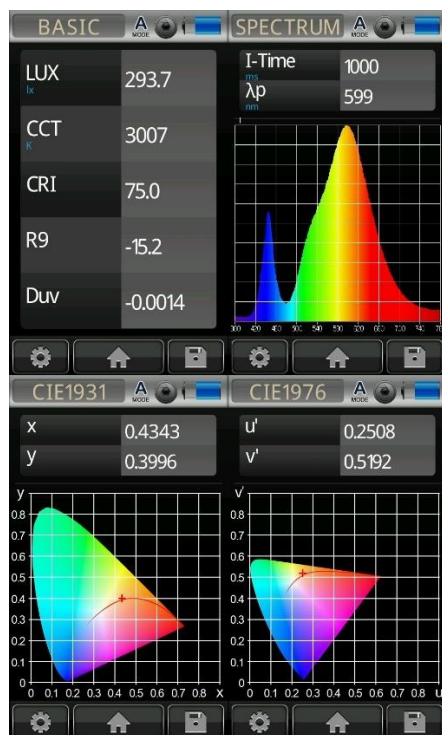 BASIC A MODE
LUX lx 293.7
CCT K 3007
CRI 75.0
R9 -15.2
Duv -0.0014
SPECTRUM A MODE
I-Time ms 1000
λp nm 599
CIE1931 A MODE
x 0.4343
y 0.3996
y
0.8
0.7
0.6
0.5
0.4
0.3
0.2
0.1
0 0.1 0.2 0.3 0.4 0.5 0.6 0.7 0.8 x
CIE1976 A MODE
u' 0.2508
v' 0.5192
v'
0.8
0.7
0.6
0.5
0.4
0.3
0.2
0.1
0 0.1 0.2 0.3 0.4 0.5 0.6 0.7 0.8 u'